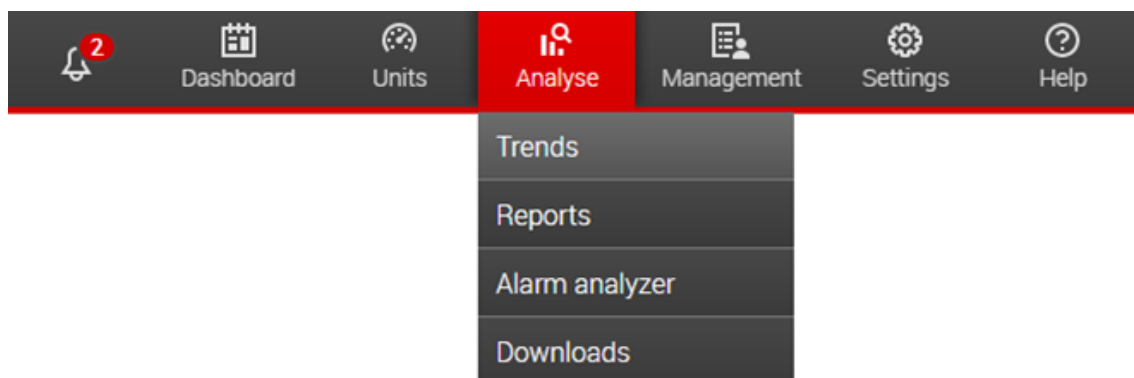 2
Dashboard
Units
Analyse
Management
Settings
Help
Trends
Reports
Alarm analyzer
Downloads